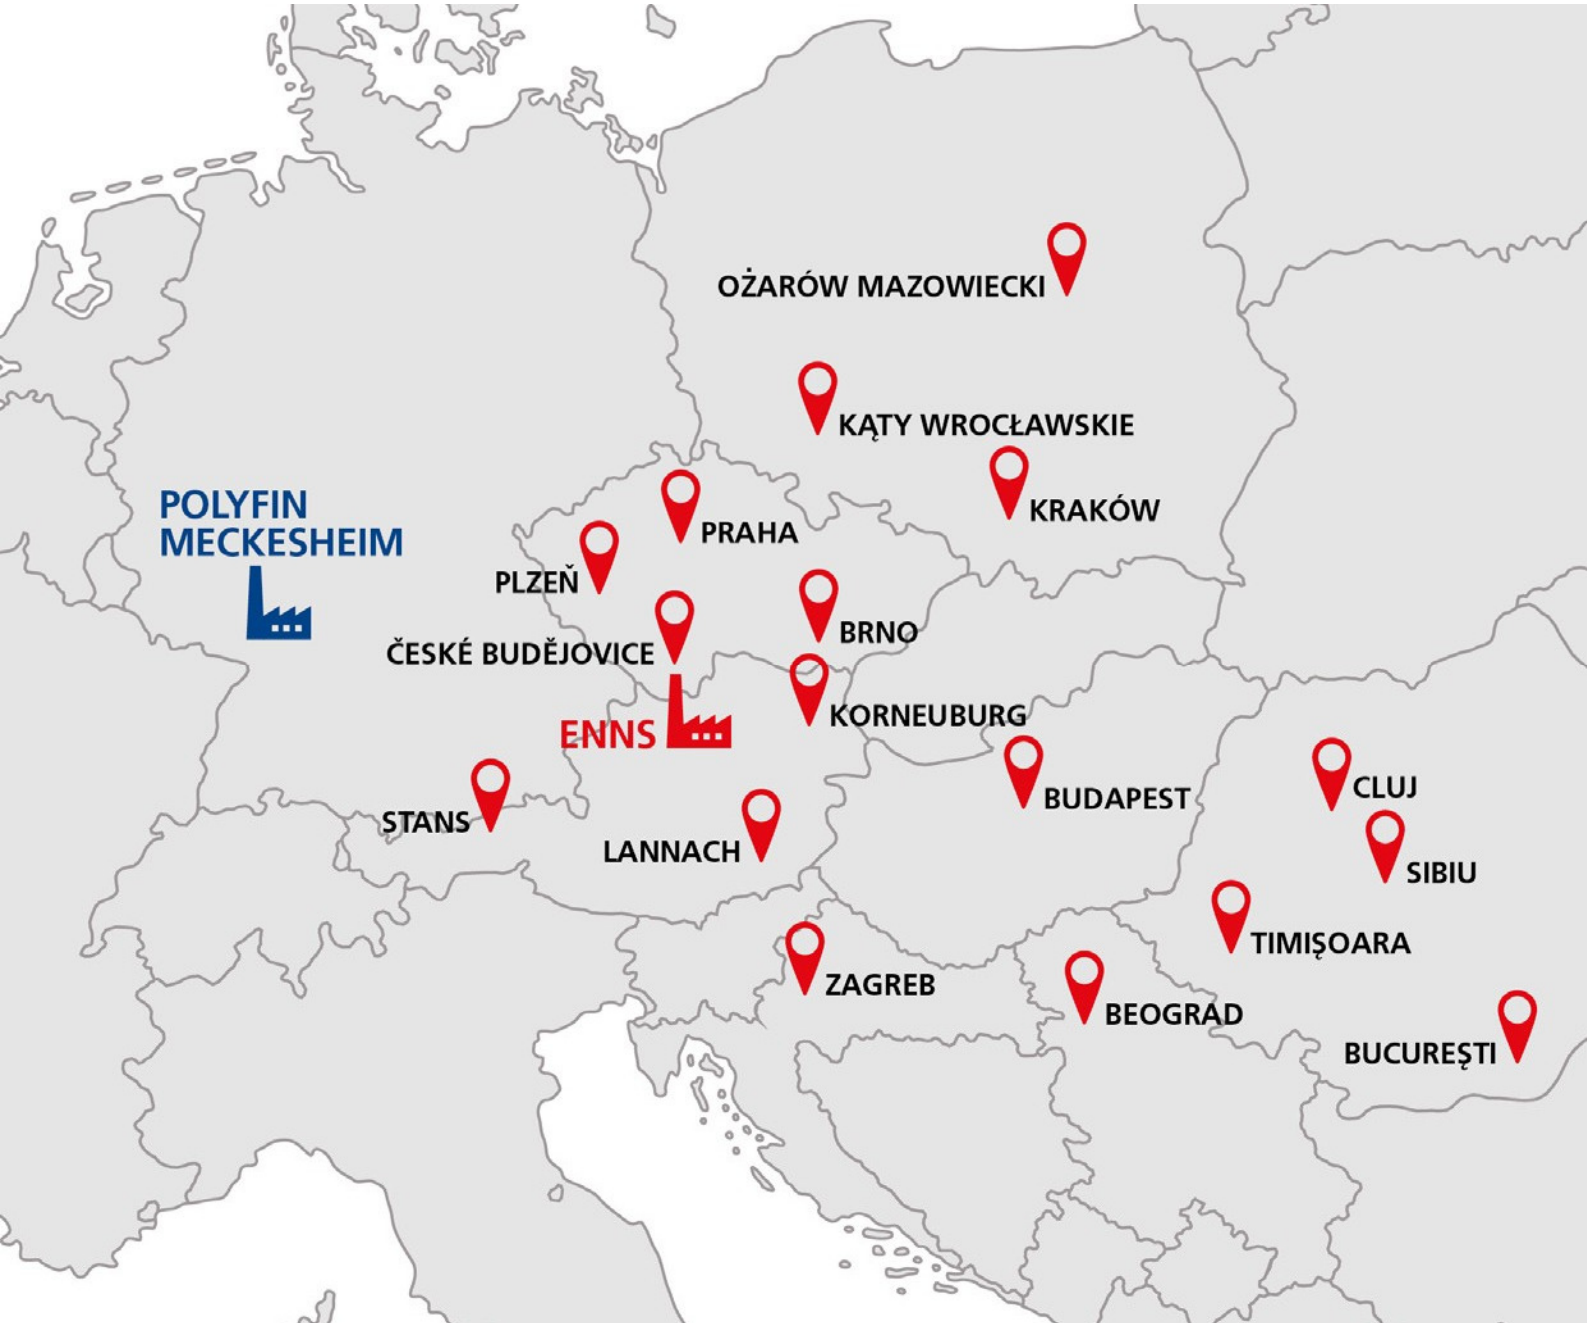 OŻARÓW MAZOWIECKI
KĄTY WROCŁAWSKIE
POLYFIN
MECKESHEIM
KRAKÓW
PRAHA
PLZEŇ
BRNO
ČESKÉ BUDĚJOVICE
KORNEUBURG
ENNS
BUDAPEST
CLUJ
STANS
LANNACH
SIBIU
TIMIŞOARA
ZAGREB
BEOGRAD
BUCUREŞTI